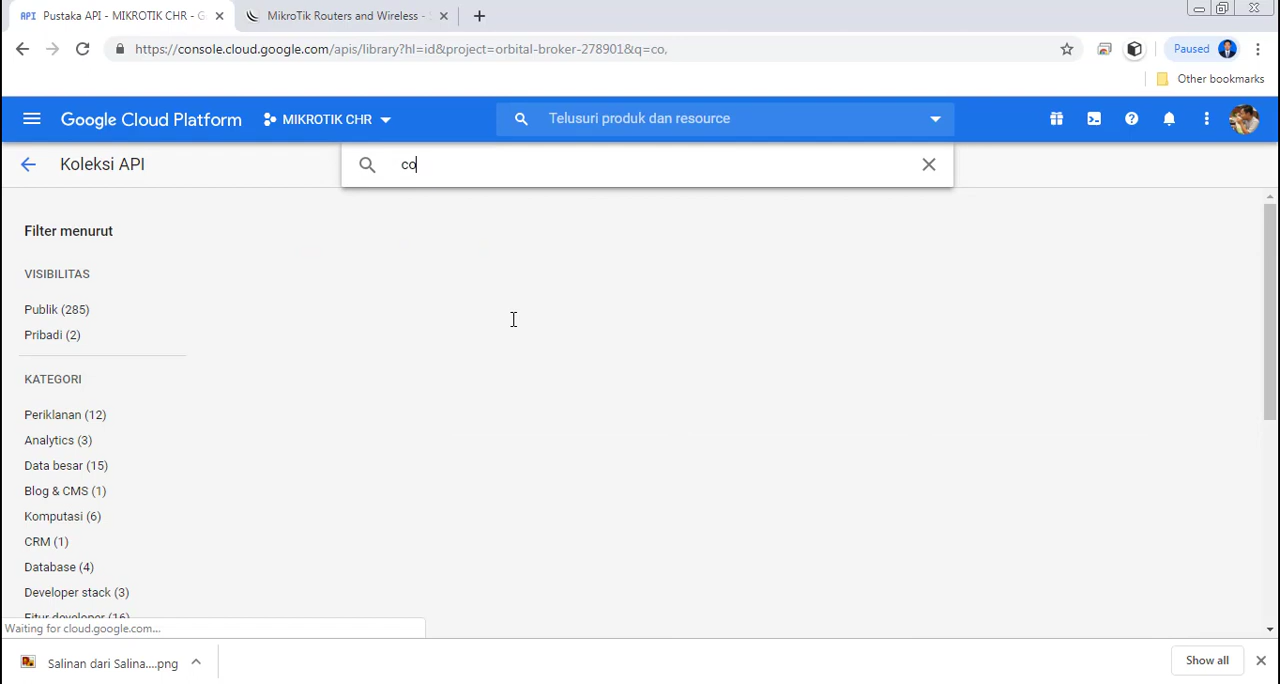 API Pustaka API - MIKROTIK CHR - G
MikroTik Routers and Wireless -
https://console.cloud.google.com/apis/library?hl=id&project=orbital-broker-278901&q=co,
Paused
Other bookmarks
Google Cloud Platform
MIKROTIK CHR
Telusuri produk dan resource
Koleksi API
co
Filter menurut
VISIBILITAS
Publik (285)
Pribadi (2)
KATEGORI
Periklanan (12)
Analytics (3)
Data besar (15)
Blog & CMS (1)
Komputasi (6)
CRM (1)
Database (4)
Developer stack (3)
Fitur developer (16)
Waiting for cloud.google.com...
Salinan dari Salina....png
Show all